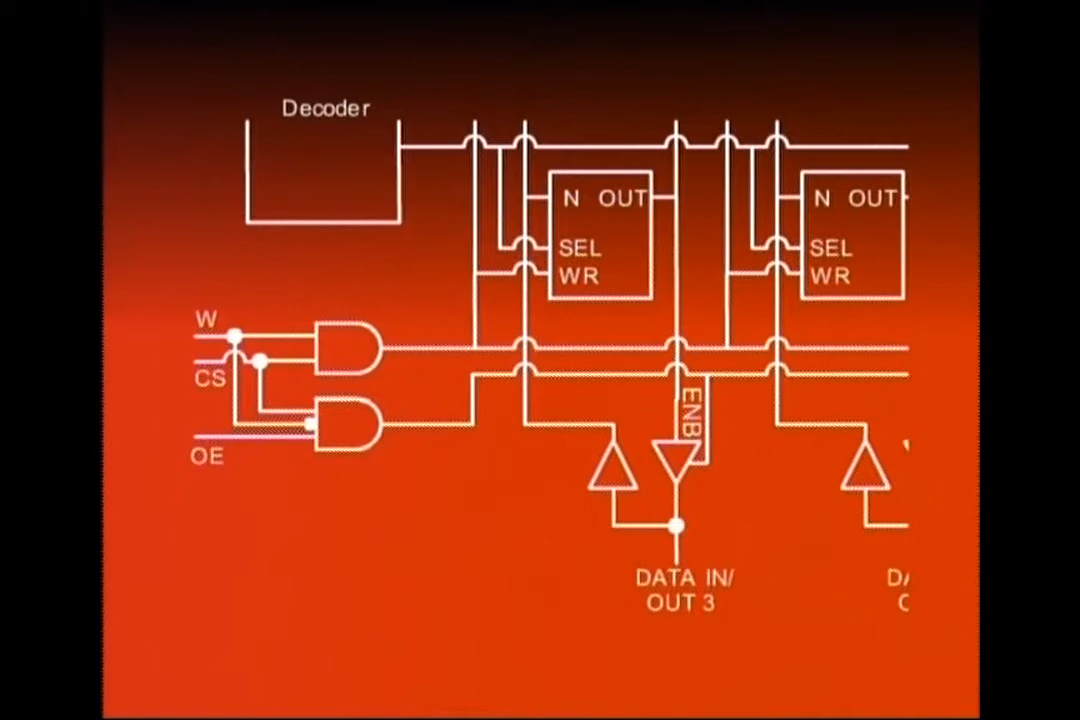 Decoder
N OUT
SEL
WR
N OUT
SEL
WR
W
CS
OE
ENB
DATA IN/
OUT 3